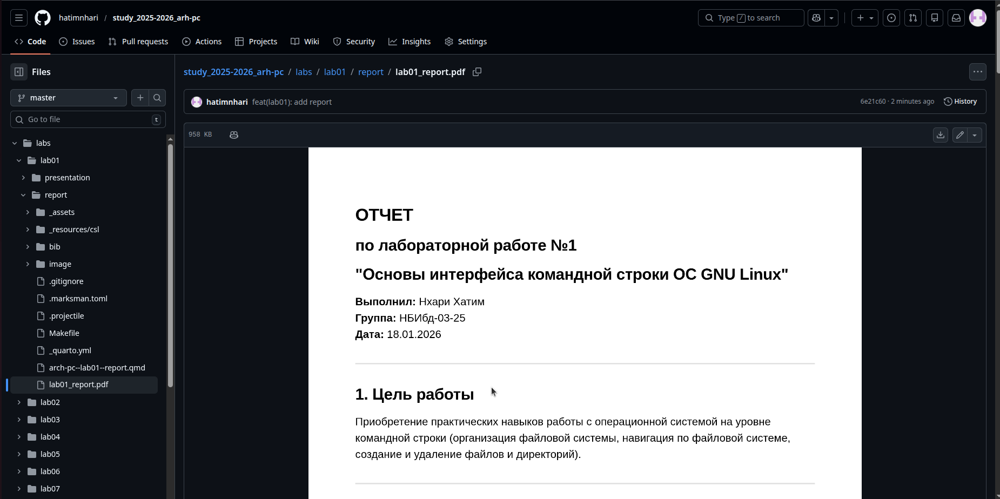 hatimnhari / study_2025-2026_arh-pc
Type / to search
Code Issues Pull requests Actions Projects Wiki Security Insights Settings
Files
master
Go to file t
labs
lab01
presentation
report
_assets
_resources/csl
bib
image
.gitignore
.marksman.toml
.projectile
Makefile
_quarto.yml
arch-pc--lab01--report.qmd
lab01_report.pdf
lab02
lab03
lab04
lab05
lab06
lab07
study_2025-2026_arh-pc / labs / lab01 / report / lab01_report.pdf
hatimnhari feat(lab01): add report 6e21c60 · 2 minutes ago History
958 KB
ОТЧЕТ
по лабораторной работе №1
"Основы интерфейса командной строки ОС GNU Linux"
Выполнил: Нхари Хатим
Группа: НБИбд-03-25
Дата: 18.01.2026
1. Цель работы
Приобретение практических навыков работы с операционной системой на уровне
командной строки (организация файловой системы, навигация по файловой системе,
создание и удаление файлов и директорий).